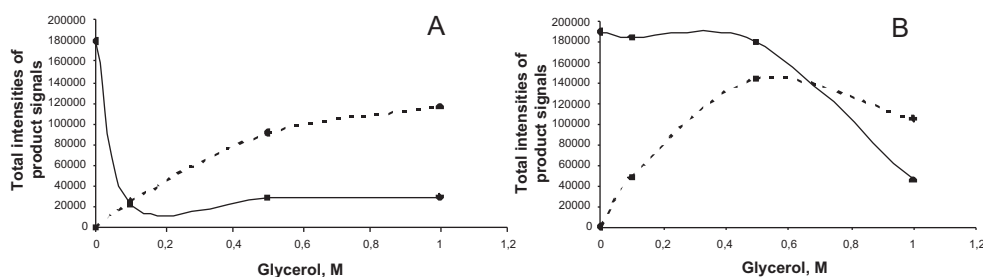 A
Total intensities of
product signals
200000
180000
160000
140000
120000
100000
80000
60000
40000
20000
0
0 0,2 0,4 0,6 0,8 1 1,2
Glycerol, M
B
Total intensities of
product signals
200000
180000
160000
140000
120000
100000
80000
60000
40000
20000
0
0 0,2 0,4 0,6 0,8 1 1,2
Glycerol, M